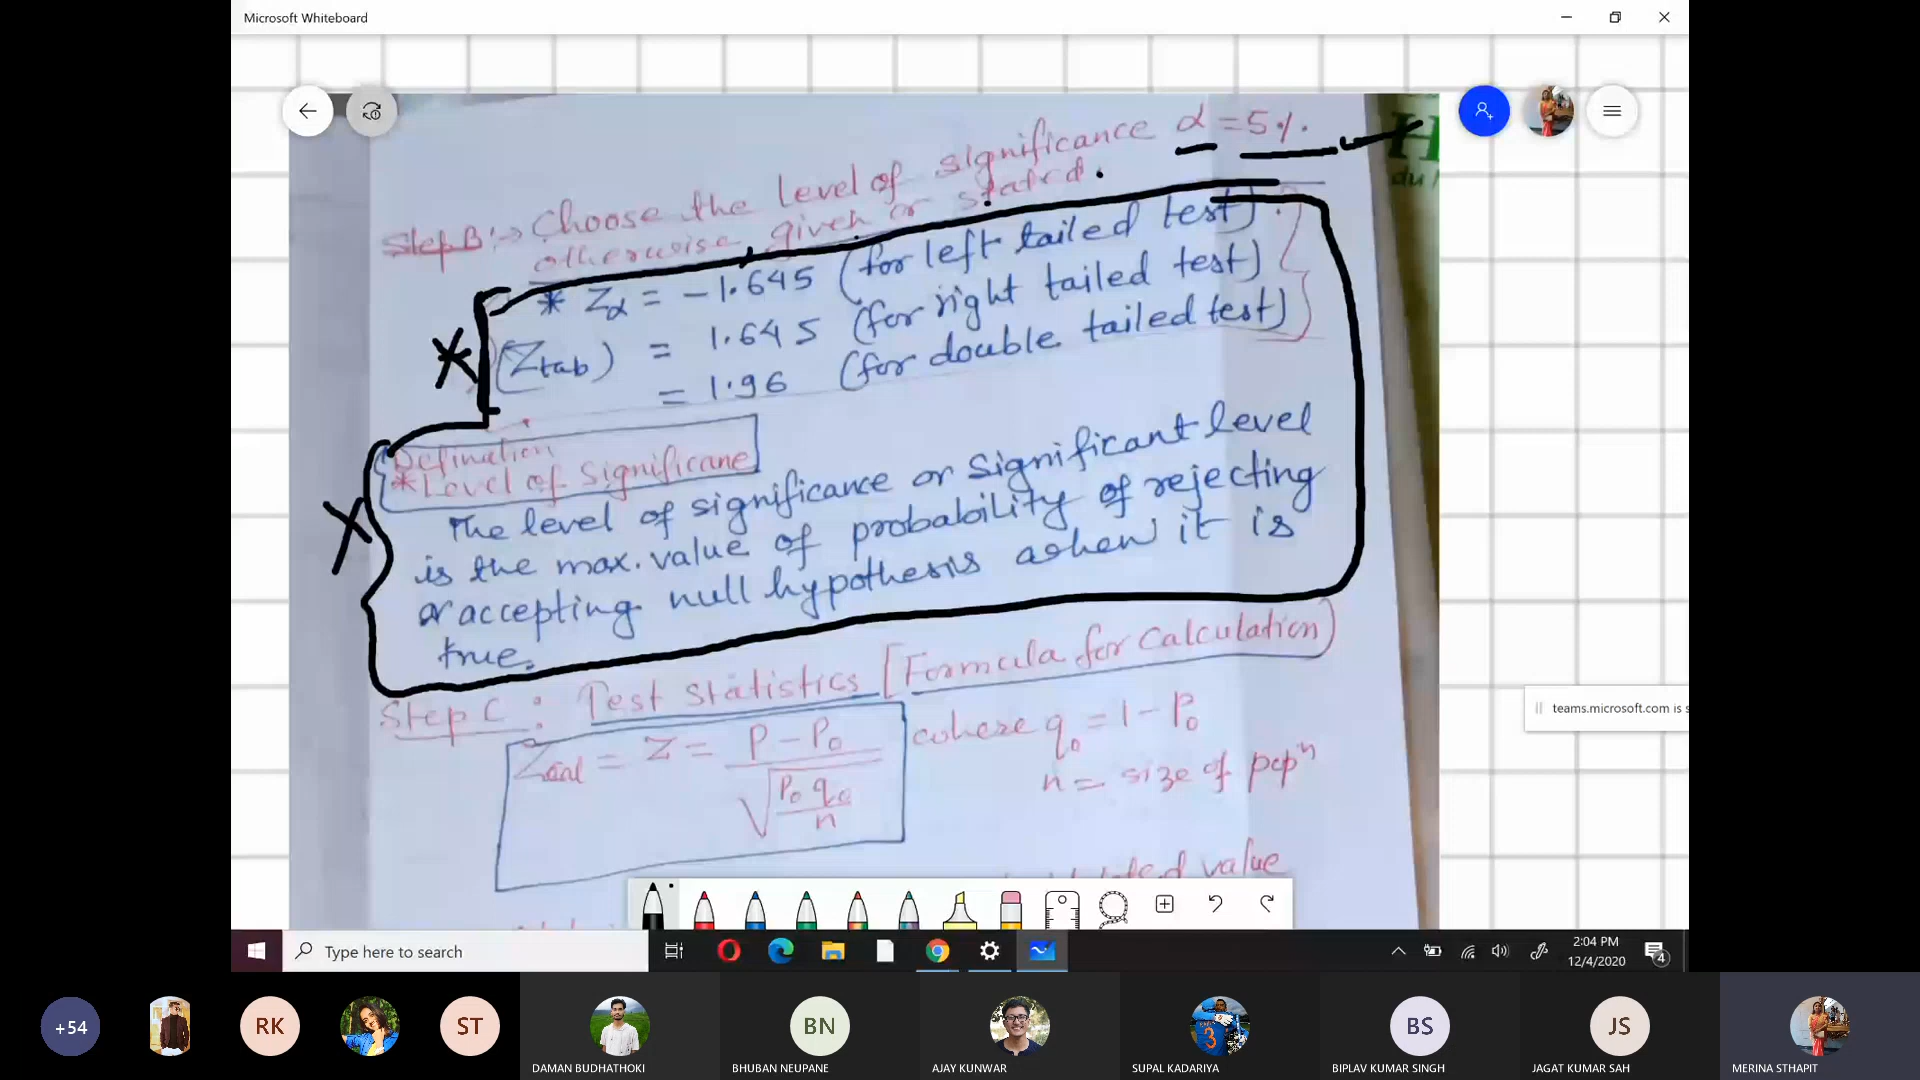 Microsoft Whiteboard
Step B :→ Choose the level of significance α = 5%.
otherwise given or stated.
* Zα = -1.645 (for left tailed test)
(Ztab) = 1.645 (for right tailed test)
= 1.96 (for double tailed test)
Defination
* Level of Significane
The level of significance or significant level
is the max. value of probability of rejecting
or accepting null hypothesis when it is
true.
Step C : Test Statistics [Formula for Calculation]
Zcal = Z = P - P₀ / √(P₀ q₀ / n) where q₀ = 1 - P₀
n = size of popⁿ
value
teams.microsoft.com is s
Type here to search
2:04 PM
12/4/2020
4
+54
RK
ST
DAMAN BUDHATHOKI
BN
BHUBAN NEUPANE
AJAY KUNWAR
3
SUPAL KADARIYA
BS
BIPLAV KUMAR SINGH
JS
JAGAT KUMAR SAH
MERINA STHAPIT